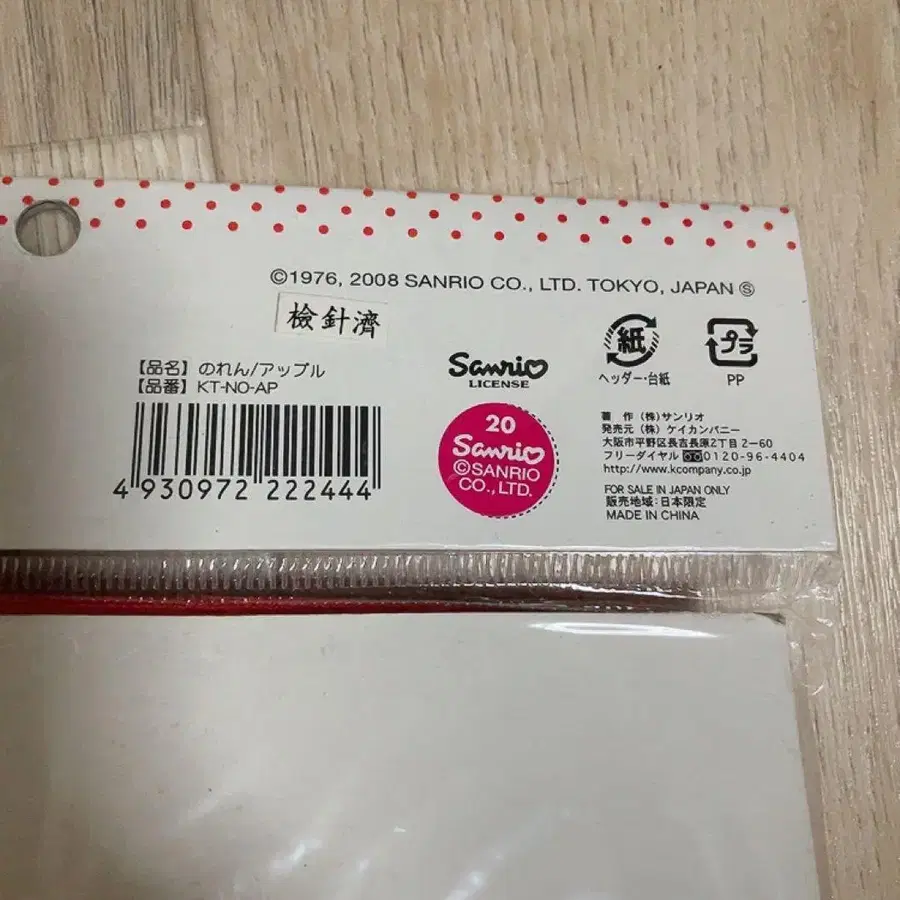 ©1976, 2008 SANRIO CO., LTD. TOKYO, JAPAN Ⓢ
檢針濟
【品名】のれん/アップル
【品番】KT-NO-AP
4 930972 222444
Sanrio
LICENSE
20
Sanrio
©SANRIO
CO., LTD.
紙
ヘッダー・台紙
プラ
PP
著 作(株)サンリオ
発売元(株)ケイカンパニー
大阪市平野区長吉長原2丁目2-60
フリーダイヤル 0120-96-4404
http://www.kcompany.co.jp
FOR SALE IN JAPAN ONLY
販売地域:日本限定
MADE IN CHINA